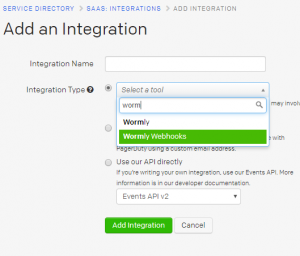 SERVICE DIRECTORY > SAAS: INTEGRATIONS > ADD INTEGRATION
Add an Integration
Integration Name
Integration Type
Select a tool
worm
Wormly
may involv
Wormly Webhooks
e with
PagerDuty using a custom email address.
Use our API directly
If you're writing your own integration, use our Events API. More
information is in our developer documentation.
Events API v2
Add Integration
Cancel